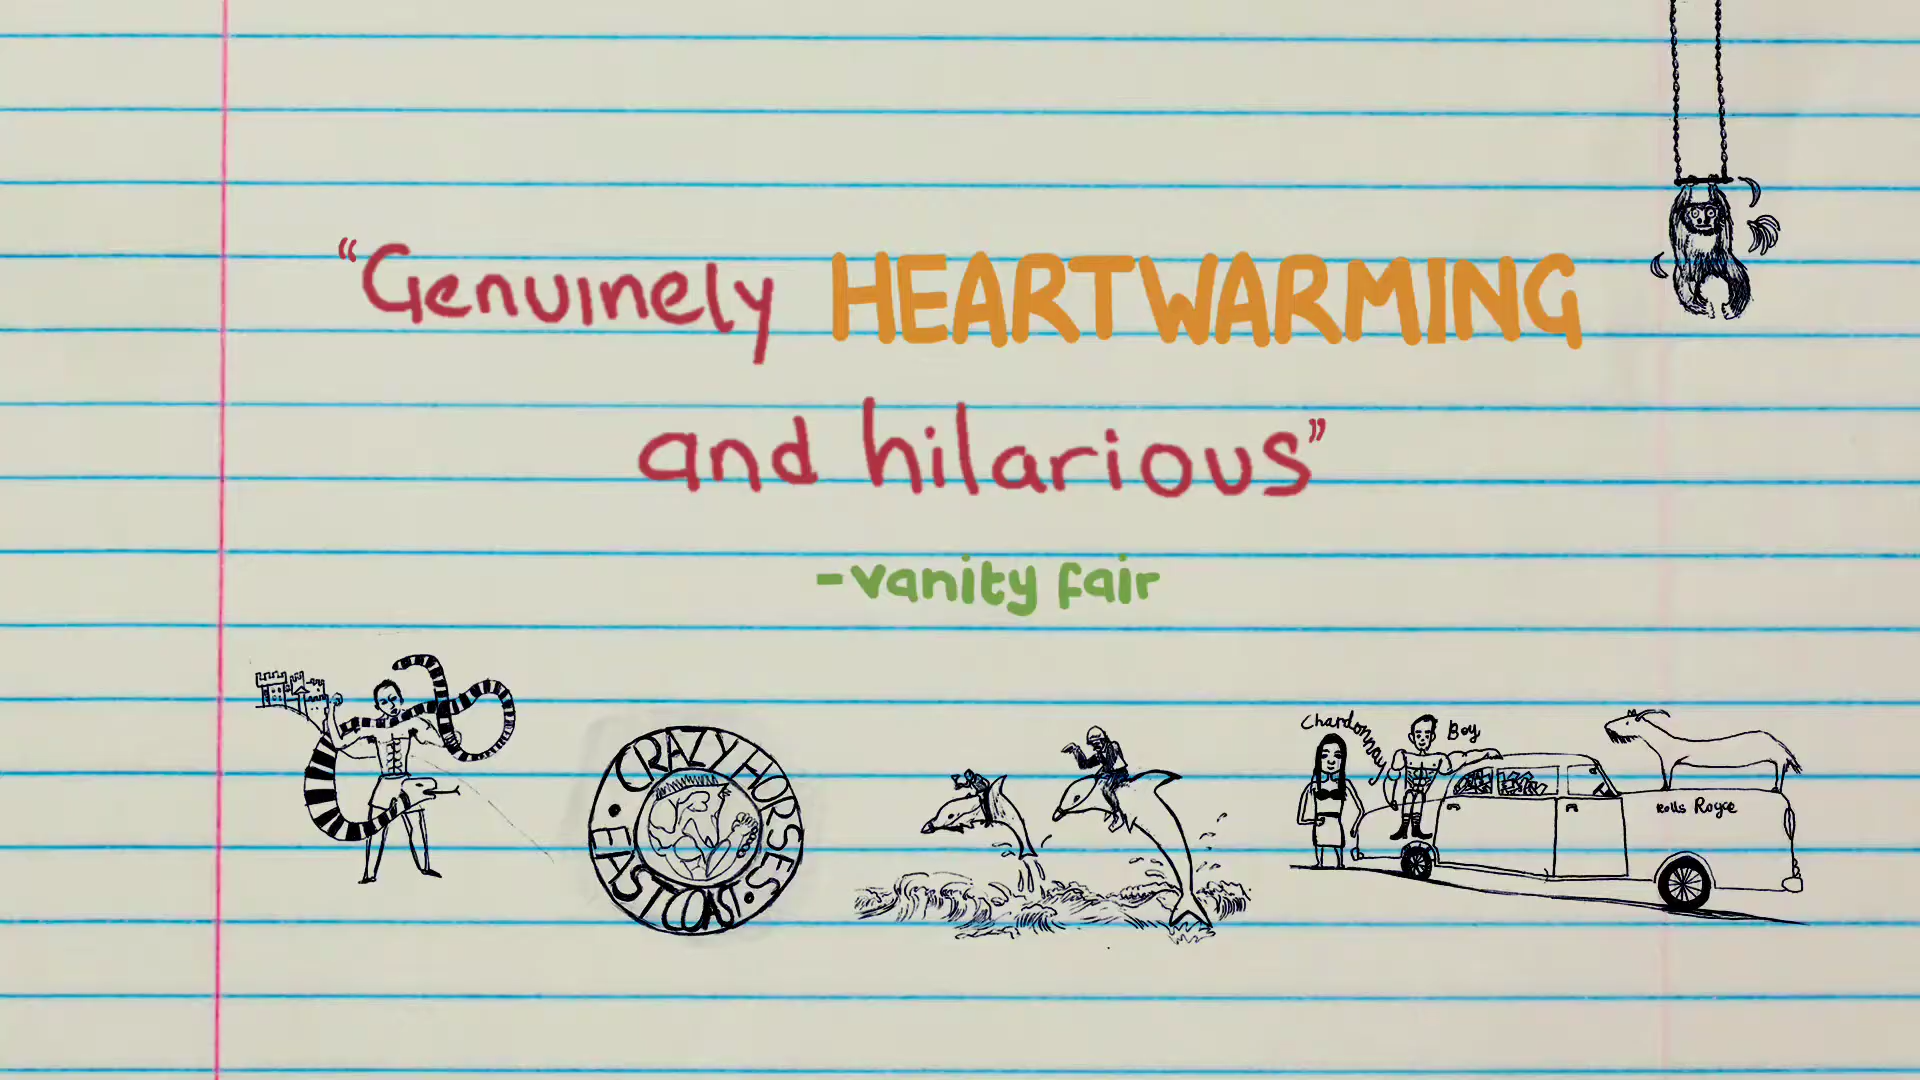 “Genuinely HEARTWARMING
and hilarious”
-vanity fair
CRAZY HORSES
• EAST COAST •
Chardonnay
Boy
Rolls Royce